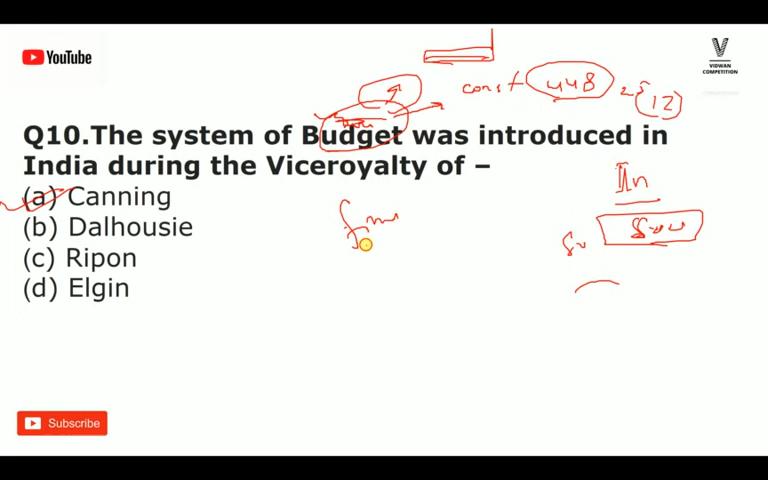 YouTube
VIDWAN
COMPETITION
const 448
12
Q10.The system of Budget was introduced in
India during the Viceroyalty of –
(a) Canning
(b) Dalhousie
(c) Ripon
(d) Elgin
In
Subscribe